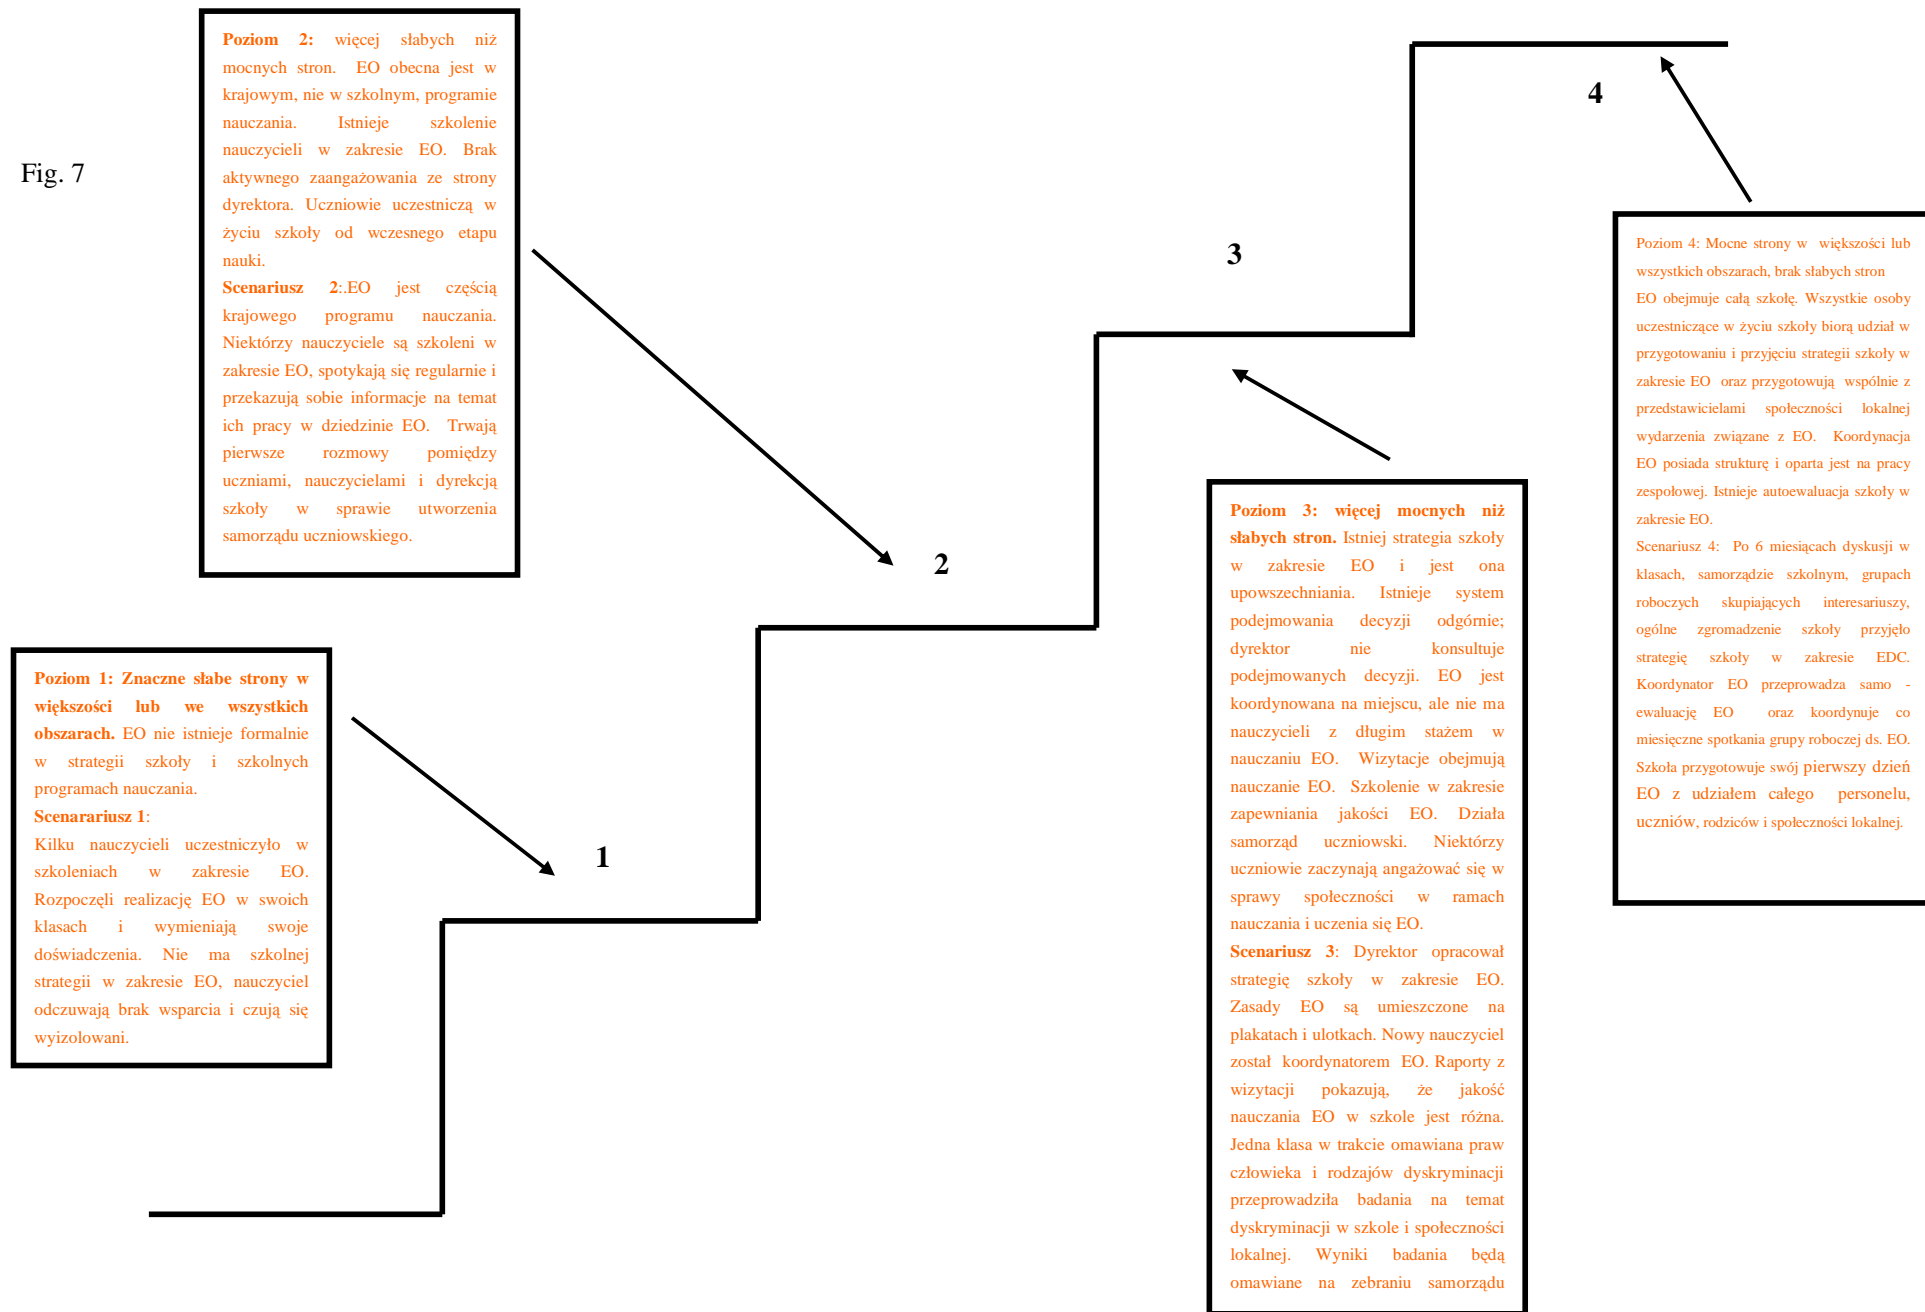 Fig. 7
Poziom 2: więcej słabych niż
mocnych stron. EO obecna jest w
krajowym, nie w szkolnym, programie
nauczania. Istnieje szkolenie
nauczycieli w zakresie EO. Brak
aktywnego zaangażowania ze strony
dyrektora. Uczniowie uczestniczą w
życiu szkoły od wczesnego etapu
nauki.
Scenariusz 2:.EO jest częścią
krajowego programu nauczania.
Niektórzy nauczyciele są szkoleni w
zakresie EO, spotykają się regularnie i
przekazują sobie informacje na temat
ich pracy w dziedzinie EO. Trwają
pierwsze rozmowy pomiędzy
uczniami, nauczycielami i dyrekcją
szkoły w sprawie utworzenia
samorządu uczniowskiego.
Poziom 1: Znaczne słabe strony w
większości lub we wszystkich
obszarach. EO nie istnieje formalnie
w strategii szkoły i szkolnych
programach nauczania.
Scenarariusz 1:
Kilku nauczycieli uczestniczyło w
szkoleniach w zakresie EO.
Rozpoczęli realizację EO w swoich
klasach i wymieniają swoje
doświadczenia. Nie ma szkolnej
strategii w zakresie EO, nauczyciel
odczuwają brak wsparcia i czują się
wyizolowani.
1
2
3
4
Poziom 3: więcej mocnych niż
słabych stron. Istniej strategia szkoły
w zakresie EO i jest ona
upowszechniania. Istnieje system
podejmowania decyzji odgórnie;
dyrektor nie konsultuje
podejmowanych decyzji. EO jest
koordynowana na miejscu, ale nie ma
nauczycieli z długim stażem w
nauczaniu EO. Wizytacje obejmują
nauczanie EO. Szkolenie w zakresie
zapewniania jakości EO. Działa
samorząd uczniowski. Niektórzy
uczniowie zaczynają angażować się w
sprawy społeczności w ramach
nauczania i uczenia się EO.
Scenariusz 3: Dyrektor opracował
strategię szkoły w zakresie EO.
Zasady EO są umieszczone na
plakatach i ulotkach. Nowy nauczyciel
został koordynatorem EO. Raporty z
wizytacji pokazują, że jakość
nauczania EO w szkole jest różna.
Jedna klasa w trakcie omawiana praw
człowieka i rodzajów dyskryminacji
przeprowadziła badania na temat
dyskryminacji w szkole i społeczności
lokalnej. Wyniki badania będą
omawiane na zebraniu samorządu
Poziom 4: Mocne strony w większości lub
wszystkich obszarach, brak słabych stron
EO obejmuje całą szkołę. Wszystkie osoby
uczestniczące w życiu szkoły biorą udział w
przygotowaniu i przyjęciu strategii szkoły w
zakresie EO oraz przygotowują wspólnie z
przedstawicielami społeczności lokalnej
wydarzenia związane z EO. Koordynacja
EO posiada strukturę i oparta jest na pracy
zespołowej. Istnieje autoewaluacja szkoły w
zakresie EO.
Scenariusz 4: Po 6 miesiącach dyskusji w
klasach, samorządzie szkolnym, grupach
roboczych skupiających interesariuszy,
ogólne zgromadzenie szkoły przyjęło
strategię szkoły w zakresie EDC.
Koordynator EO przeprowadza samo -
ewaluację EO oraz koordynuje co
miesięczne spotkania grupy roboczej ds. EO.
Szkoła przygotowuje swój pierwszy dzień
EO z udziałem całego personelu,
uczniów, rodziców i społeczności lokalnej.